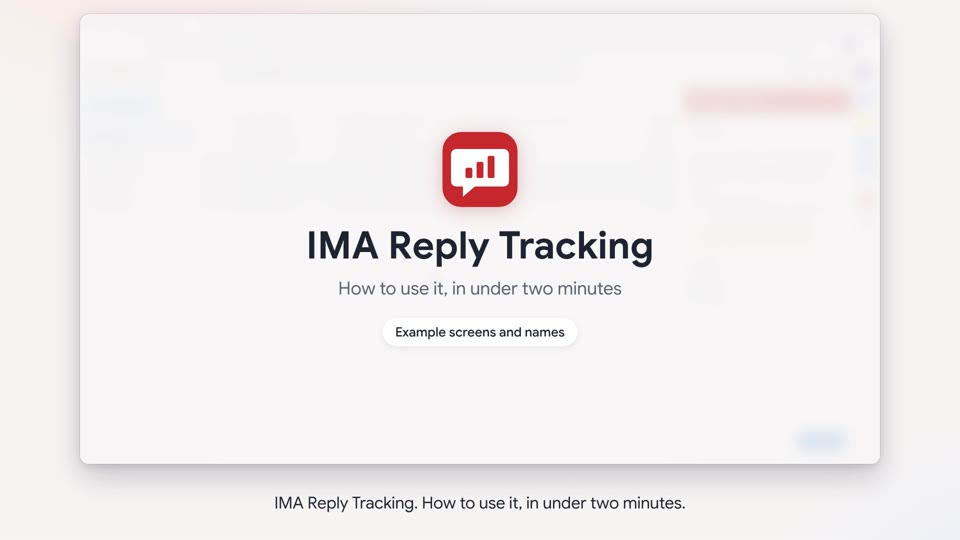 IMA Reply Tracking
How to use it, in under two minutes
Example screens and names
IMA Reply Tracking. How to use it, in under two minutes.